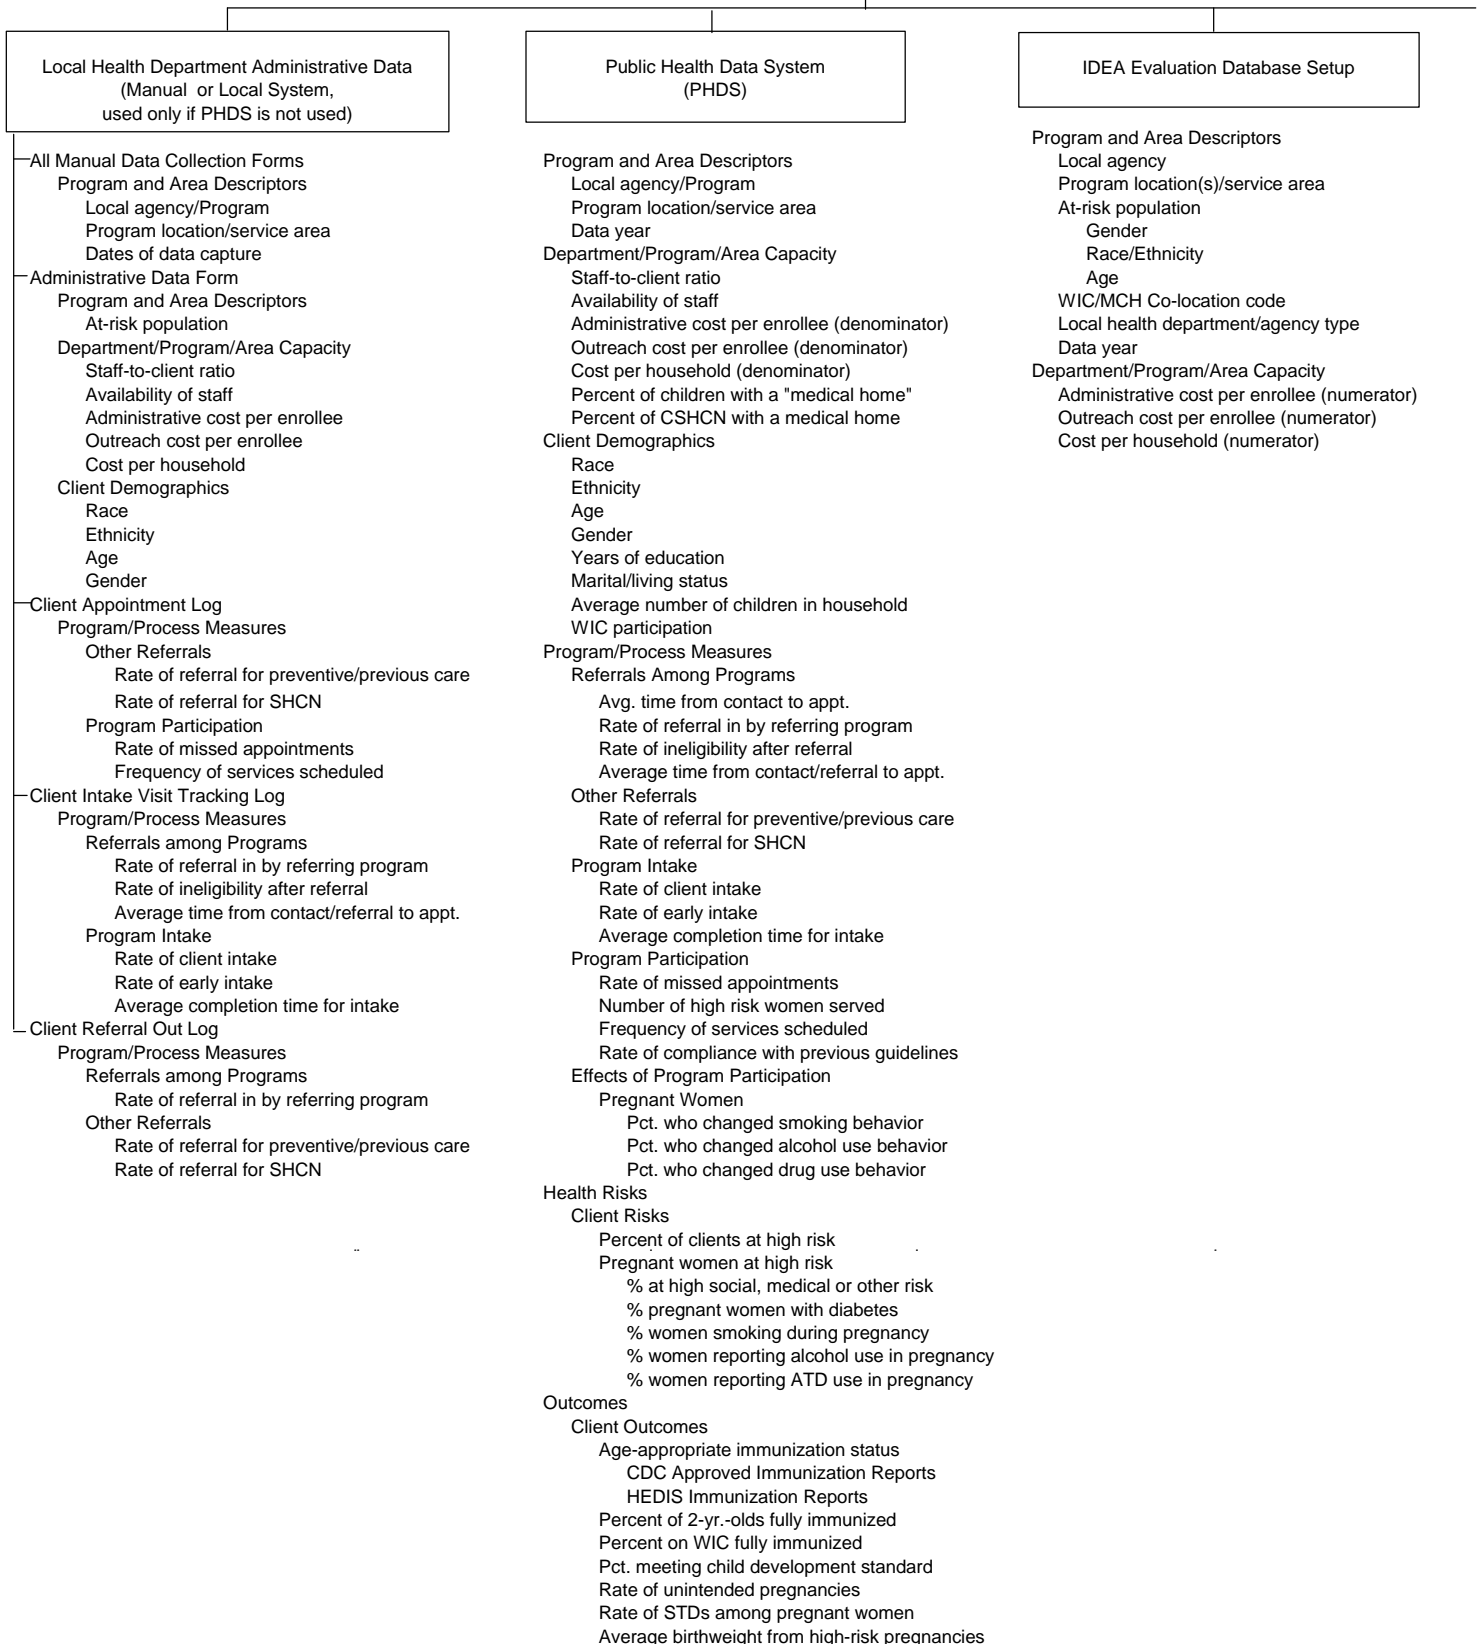 Local Health Department Administrative Data
(Manual or Local System,
used only if PHDS is not used)
All Manual Data Collection Forms
Program and Area Descriptors
Local agency/Program
Program location/service area
Dates of data capture
Administrative Data Form
Program and Area Descriptors
At-risk population
Department/Program/Area Capacity
Staff-to-client ratio
Availability of staff
Administrative cost per enrollee
Outreach cost per enrollee
Cost per household
Client Demographics
Race
Ethnicity
Age
Gender
Client Appointment Log
Program/Process Measures
Other Referrals
Rate of referral for preventive/previous care
Rate of referral for SHCN
Program Participation
Rate of missed appointments
Frequency of services scheduled
Client Intake Visit Tracking Log
Program/Process Measures
Referrals among Programs
Rate of referral in by referring program
Rate of ineligibility after referral
Average time from contact/referral to appt.
Program Intake
Rate of client intake
Rate of early intake
Average completion time for intake
Client Referral Out Log
Program/Process Measures
Referrals among Programs
Rate of referral in by referring program
Other Referrals
Rate of referral for preventive/previous care
Rate of referral for SHCN
Public Health Data System
(PHDS)
Program and Area Descriptors
Local agency/Program
Program location/service area
Data year
Department/Program/Area Capacity
Staff-to-client ratio
Availability of staff
Administrative cost per enrollee (denominator)
Outreach cost per enrollee (denominator)
Cost per household (denominator)
Percent of children with a "medical home"
Percent of CSHCN with a medical home
Client Demographics
Race
Ethnicity
Age
Gender
Years of education
Marital/living status
Average number of children in household
WIC participation
Program/Process Measures
Referrals Among Programs
Avg. time from contact to appt.
Rate of referral in by referring program
Rate of ineligibility after referral
Average time from contact/referral to appt.
Other Referrals
Rate of referral for preventive/previous care
Rate of referral for SHCN
Program Intake
Rate of client intake
Rate of early intake
Average completion time for intake
Program Participation
Rate of missed appointments
Number of high risk women served
Frequency of services scheduled
Rate of compliance with previous guidelines
Effects of Program Participation
Pregnant Women
Pct. who changed smoking behavior
Pct. who changed alcohol use behavior
Pct. who changed drug use behavior
Health Risks
Client Risks
Percent of clients at high risk
Pregnant women at high risk
% at high social, medical or other risk
% pregnant women with diabetes
% women smoking during pregnancy
% women reporting alcohol use in pregnancy
% women reporting ATD use in pregnancy
Outcomes
Client Outcomes
Age-appropriate immunization status
CDC Approved Immunization Reports
HEDIS Immunization Reports
Percent of 2-yr.-olds fully immunized
Percent on WIC fully immunized
Pct. meeting child development standard
Rate of unintended pregnancies
Rate of STDs among pregnant women
Average birthweight from high-risk pregnancies
IDEA Evaluation Database Setup
Program and Area Descriptors
Local agency
Program location(s)/service area
At-risk population
Gender
Race/Ethnicity
Age
WIC/MCH Co-location code
Local health department/agency type
Data year
Department/Program/Area Capacity
Administrative cost per enrollee (numerator)
Outreach cost per enrollee (numerator)
Cost per household (numerator)